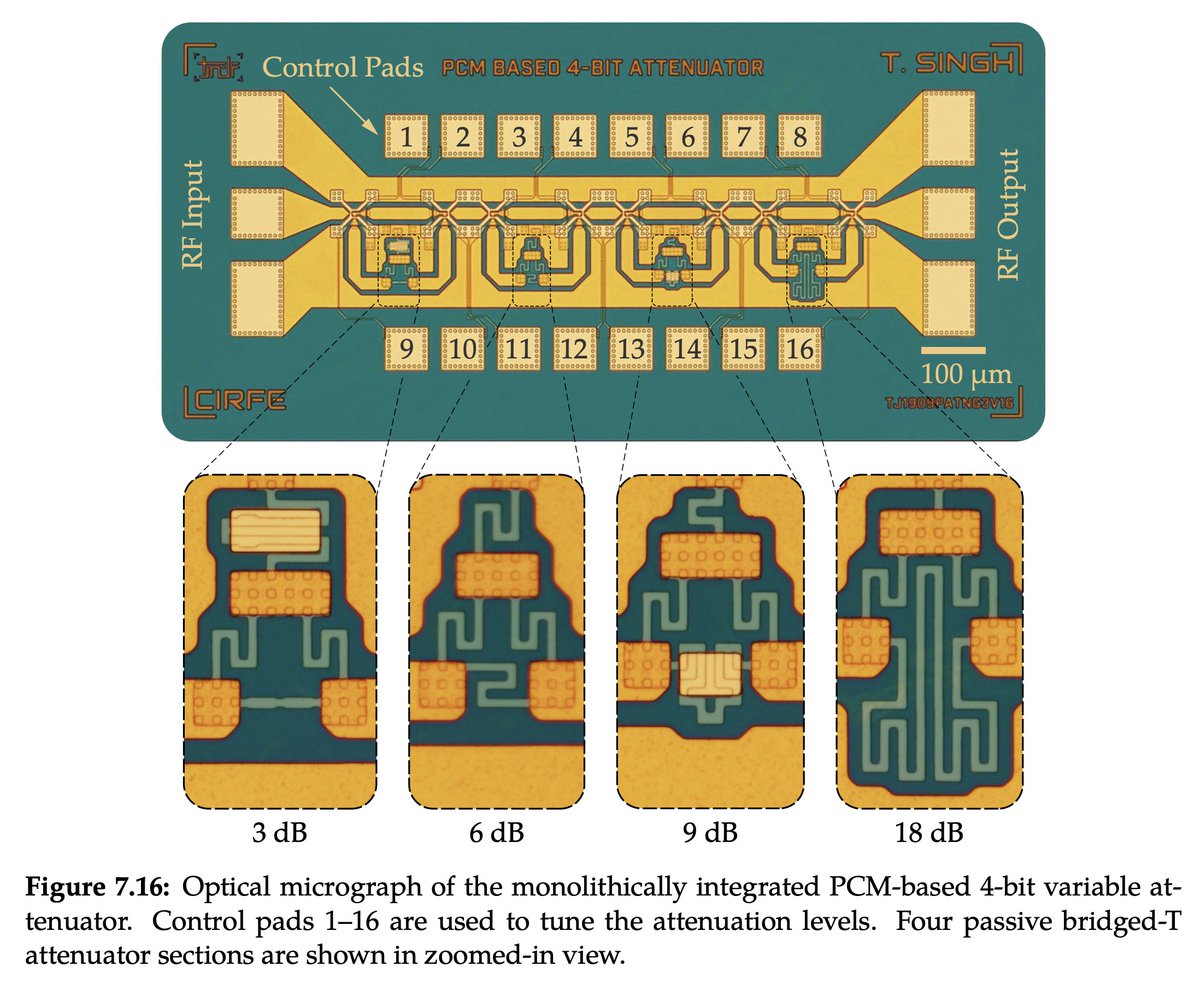 Control Pads
PCM BASED 4-BIT ATTENUATOR
T. SINGH
1 2 3 4 5 6 7 8
RF Input
RF Output
9 10 11 12 13 14 15 16
100 µm
CIRFE
TJ1909PATNG3V16
3 dB 6 dB 9 dB 18 dB
Figure 7.16: Optical micrograph of the monolithically integrated PCM-based 4-bit variable at-
tenuator. Control pads 1–16 are used to tune the attenuation levels. Four passive bridged-T
attenuator sections are shown in zoomed-in view.